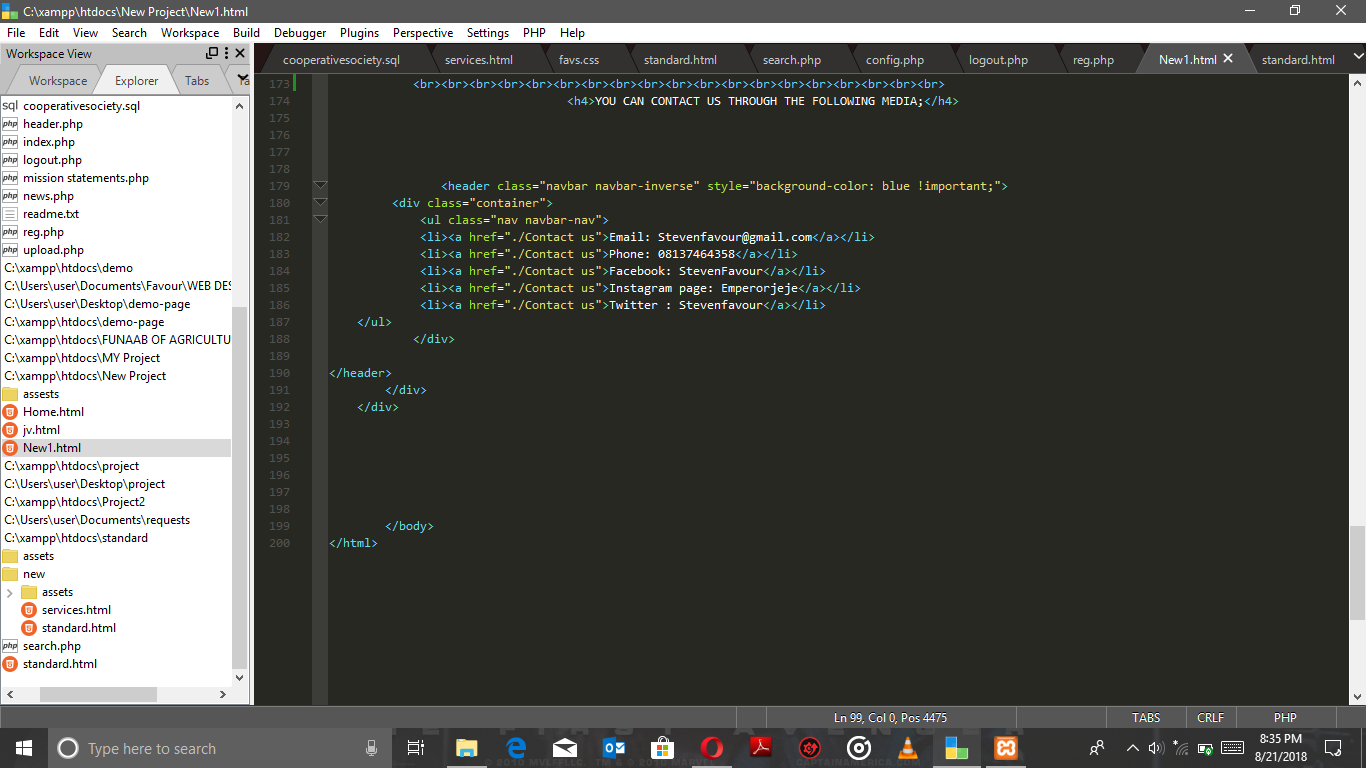 C:\xampp\htdocs\New Project\New1.html
File Edit View Search Workspace Build Debugger Plugins Perspective Settings PHP Help
Workspace View
Workspace Explorer Tabs
cooperativesociety.sql services.html favs.css standard.html search.php config.php logout.php reg.php New1.html standard.html
sql cooperativesociety.sql
php header.php
php index.php
php logout.php
php mission statements.php
php news.php
readme.txt
php reg.php
php upload.php
C:\xampp\htdocs\demo
C:\Users\user\Documents\Favour\WEB DES
C:\Users\user\Desktop\demo-page
C:\xampp\htdocs\demo-page
C:\xampp\htdocs\FUNAAB OF AGRICULTU
C:\xampp\htdocs\MY Project
C:\xampp\htdocs\New Project
assests
Home.html
jv.html
New1.html
C:\xampp\htdocs\project
C:\Users\user\Desktop\project
C:\xampp\htdocs\Project2
C:\Users\user\Documents\requests
C:\xampp\htdocs\standard
assets
new
assets
services.html
standard.html
php search.php
standard.html
173 <br><br><br><br><br><br><br><br><br><br><br><br><br><br><br><br><br><br><br>
174 <h4>YOU CAN CONTACT US THROUGH THE FOLLOWING MEDIA;</h4>
175
176
177
178
179 <header class="navbar navbar-inverse" style="background-color: blue !important;">
180 <div class="container">
181 <ul class="nav navbar-nav">
182 <li><a href="./Contact us">Email: Stevenfavour@gmail.com</a></li>
183 <li><a href="./Contact us">Phone: 08137464358</a></li>
184 <li><a href="./Contact us">Facebook: StevenFavour</a></li>
185 <li><a href="./Contact us">Instagram page: Emperorjeje</a></li>
186 <li><a href="./Contact us">Twitter : Stevenfavour</a></li>
187 </ul>
188 </div>
189
190 </header>
191 </div>
192 </div>
193
194
195
196
197
198
199 </body>
200 </html>
Ln 99, Col 0, Pos 4475 TABS CRLF PHP
Type here to search
8:35 PM
8/21/2018